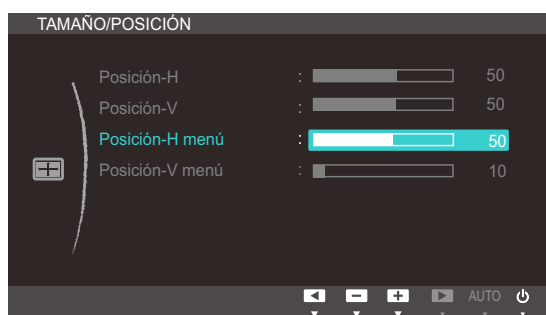 TAMAÑO/POSICIÓN
Posición-H : 50
Posición-V : 50
Posición-H menú : 50
Posición-V menú : 10
AUTO